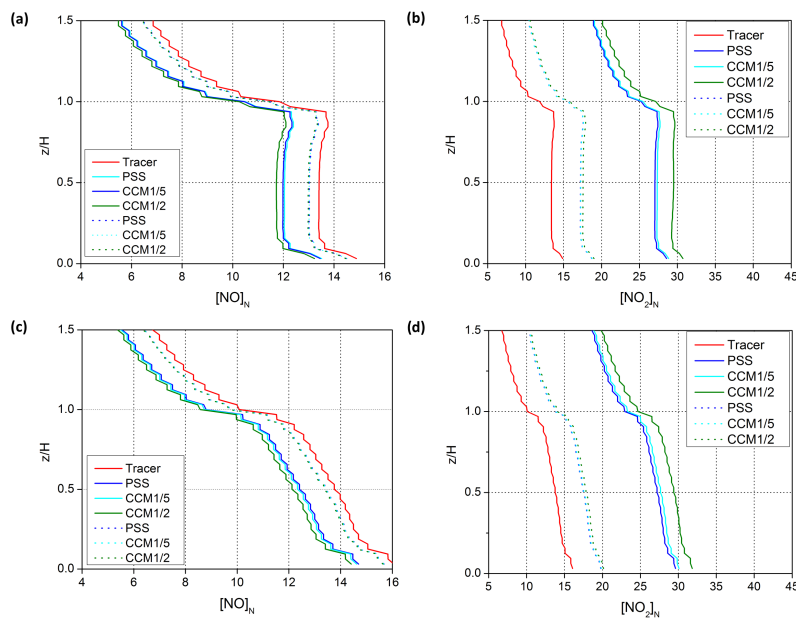 (a)
1.5
1.0
0.5
0.0
z/H
Tracer
PSS
CCM1/5
CCM1/2
PSS
CCM1/5
CCM1/2
4 6 8 10 12 14 16
[NO]N
(b)
1.5
1.0
0.5
0.0
z/H
Tracer
PSS
CCM1/5
CCM1/2
PSS
CCM1/5
CCM1/2
5 10 15 20 25 30 35 40 45
[NO2]N
(c)
1.5
1.0
0.5
0.0
z/H
Tracer
PSS
CCM1/5
CCM1/2
PSS
CCM1/5
CCM1/2
4 6 8 10 12 14 16
[NO]N
(d)
1.5
1.0
0.5
0.0
z/H
Tracer
PSS
CCM1/5
CCM1/2
PSS
CCM1/5
CCM1/2
5 10 15 20 25 30 35 40 45
[NO2]N